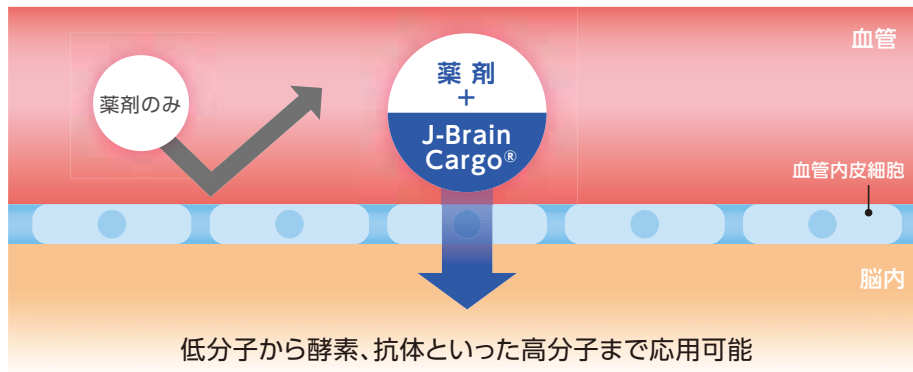 血管
薬剤のみ
薬 剤
+
J-Brain
Cargo®
血管内皮細胞
脳内
低分子から酵素、抗体といった高分子まで応用可能